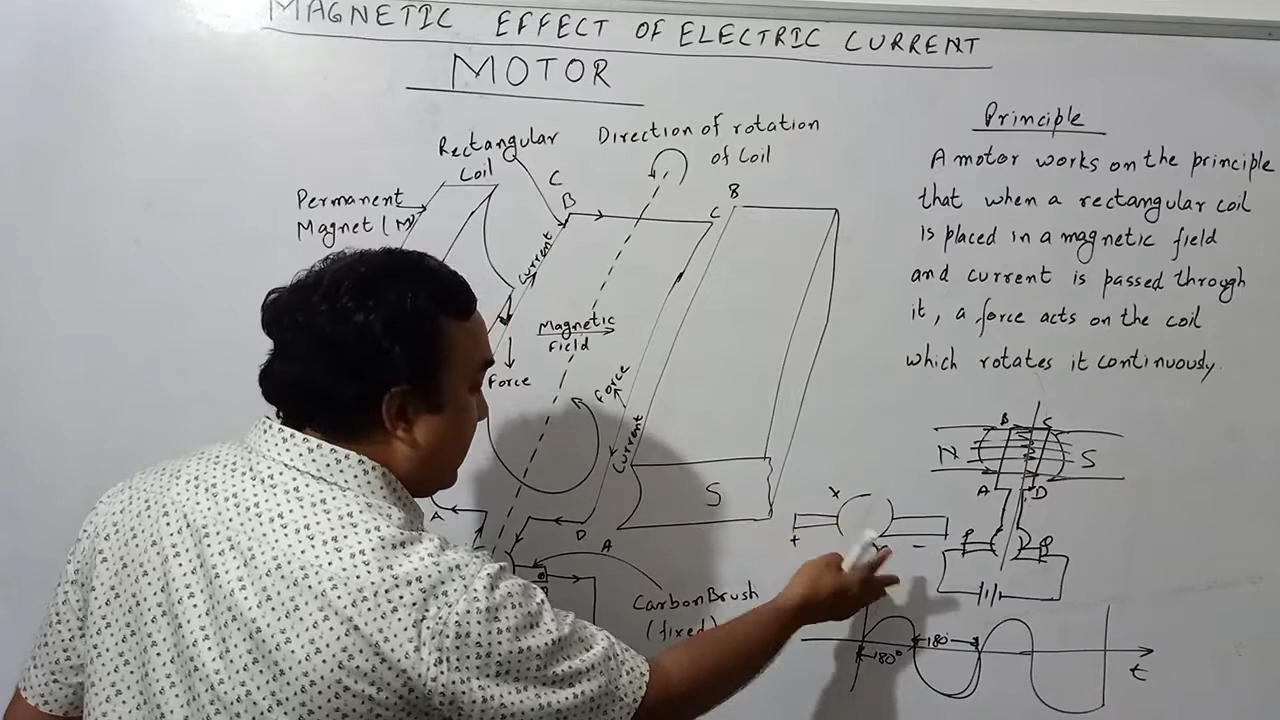 MAGNETIC EFFECT OF ELECTRIC CURRENT
MOTOR
Rectangular
Coil
Direction of rotation
of Coil
Permanent
Magnet (M)
C
B
C
B
Current
Magnetic
field
Force
Force
Current
S
A
D
A
Carbon Brush
(fixed)
Principle
A motor works on the principle
that when a rectangular coil
is placed in a magnetic field
and current is passed through
it, a force acts on the coil
which rotates it continuously.
B C
N S
A D
X
+ Y -
P
180° 180
t